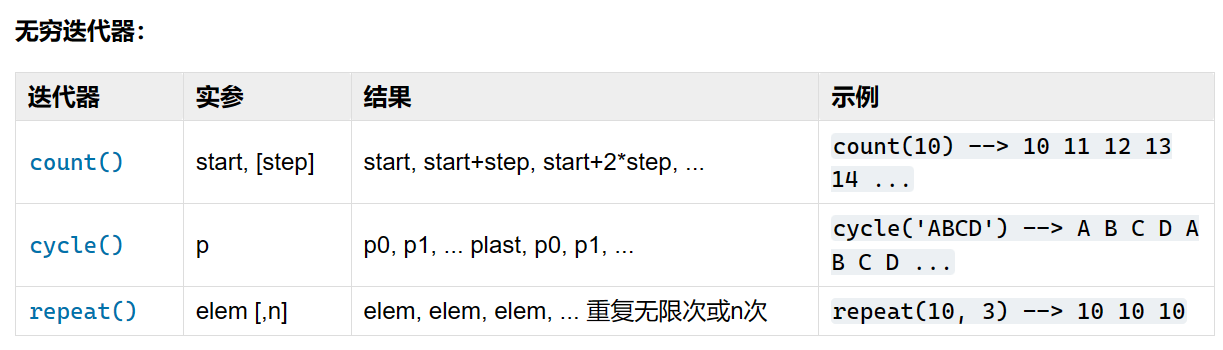 无穷迭代器：
迭代器 实参 结果 示例
count() start, [step] start, start+step, start+2*step, ... count(10) --> 10 11 12 13
14 ...
cycle() p p0, p1, ... plast, p0, p1, ... cycle('ABCD') --> A B C D A
B C D ...
repeat() elem [,n] elem, elem, elem, ... 重复无限次或n次 repeat(10, 3) --> 10 10 10